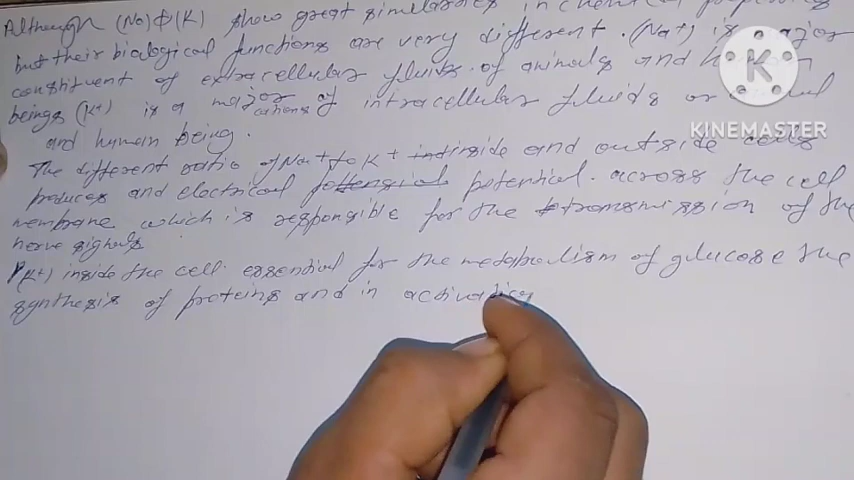 Although (Na) & (K) show great similarities in chemical properties
but their biological functions are very different. (Na+) is major
constituent of extracellular fluids of animals and human
beings (K+) is a major cations of intracellular fluids or animal
and human being.
The different ratio of Na+ to K+ inside and outside cells
produces and electrical potential across the cell
membrane which is responsible for the transmission of the
nerve signals
(K+) inside the cell essential for the metabolism of glucose the
synthesis of proteins and in activation
K
KINEMASTER